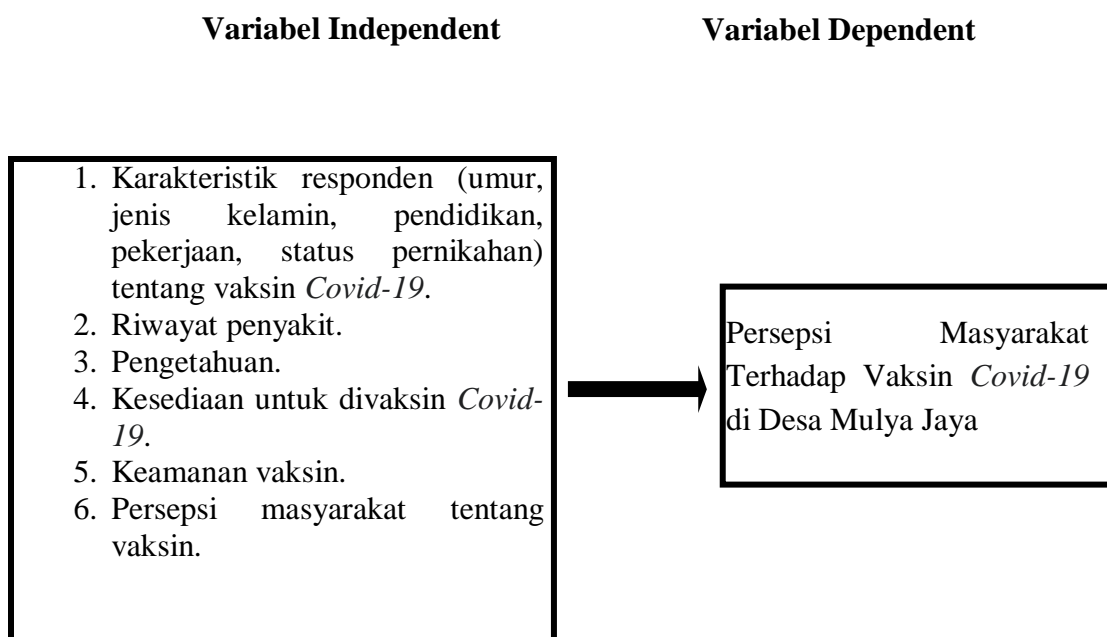 Variabel Independent
Variabel Dependent
1. Karakteristik responden (umur,
jenis kelamin, pendidikan,
pekerjaan, status pernikahan)
tentang vaksin Covid-19.
2. Riwayat penyakit.
3. Pengetahuan.
4. Kesediaan untuk divaksin Covid-
19.
5. Keamanan vaksin.
6. Persepsi masyarakat tentang
vaksin.
Persepsi Masyarakat
Terhadap Vaksin Covid-19
di Desa Mulya Jaya